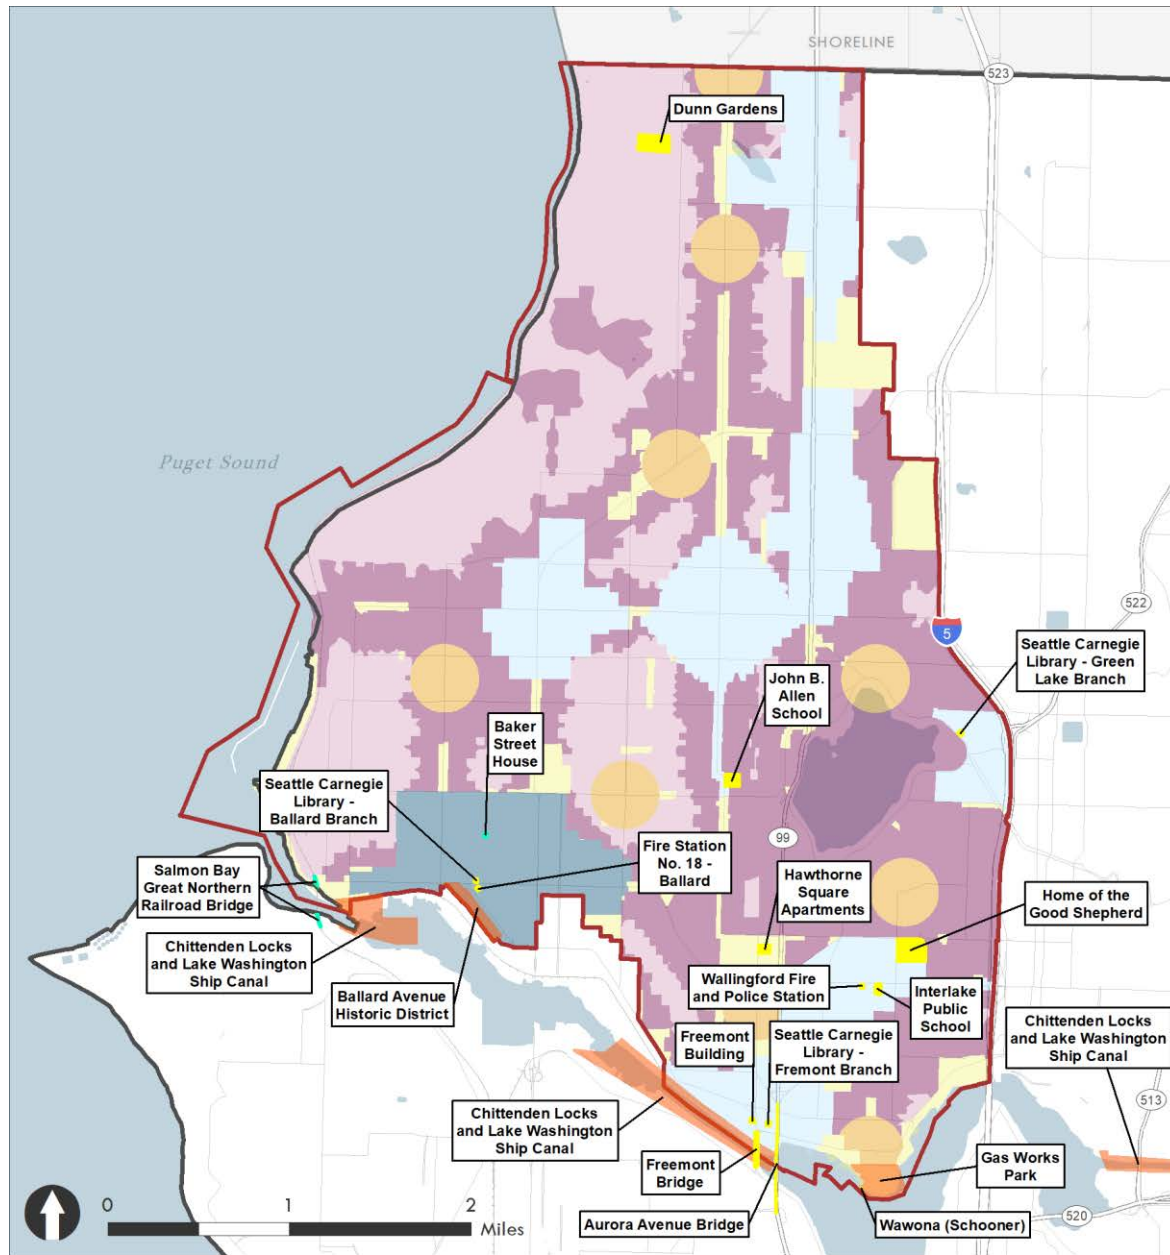 SHORELINE
523
Dunn Gardens
Puget Sound
522
5
Seattle Carnegie
Library - Green
Lake Branch
John B.
Allen
School
Baker
Street
House
Seattle Carnegie
Library -
Ballard Branch
99
Fire Station
No. 18 -
Ballard
Hawthorne
Square
Apartments
Salmon Bay
Great Northern
Railroad Bridge
Home of the
Good Shepherd
Chittenden Locks
and Lake Washington
Ship Canal
Ballard Avenue
Historic District
Wallingford Fire
and Police Station
Interlake
Public
School
Freemont
Building
Seattle Carnegie
Library -
Fremont Branch
Chittenden Locks
and Lake Washington
Ship Canal
513
Chittenden Locks
and Lake Washington
Ship Canal
Freemont
Bridge
Gas Works
Park
Aurora Avenue Bridge
Wawona (Schooner)
520
0 1 2
Miles